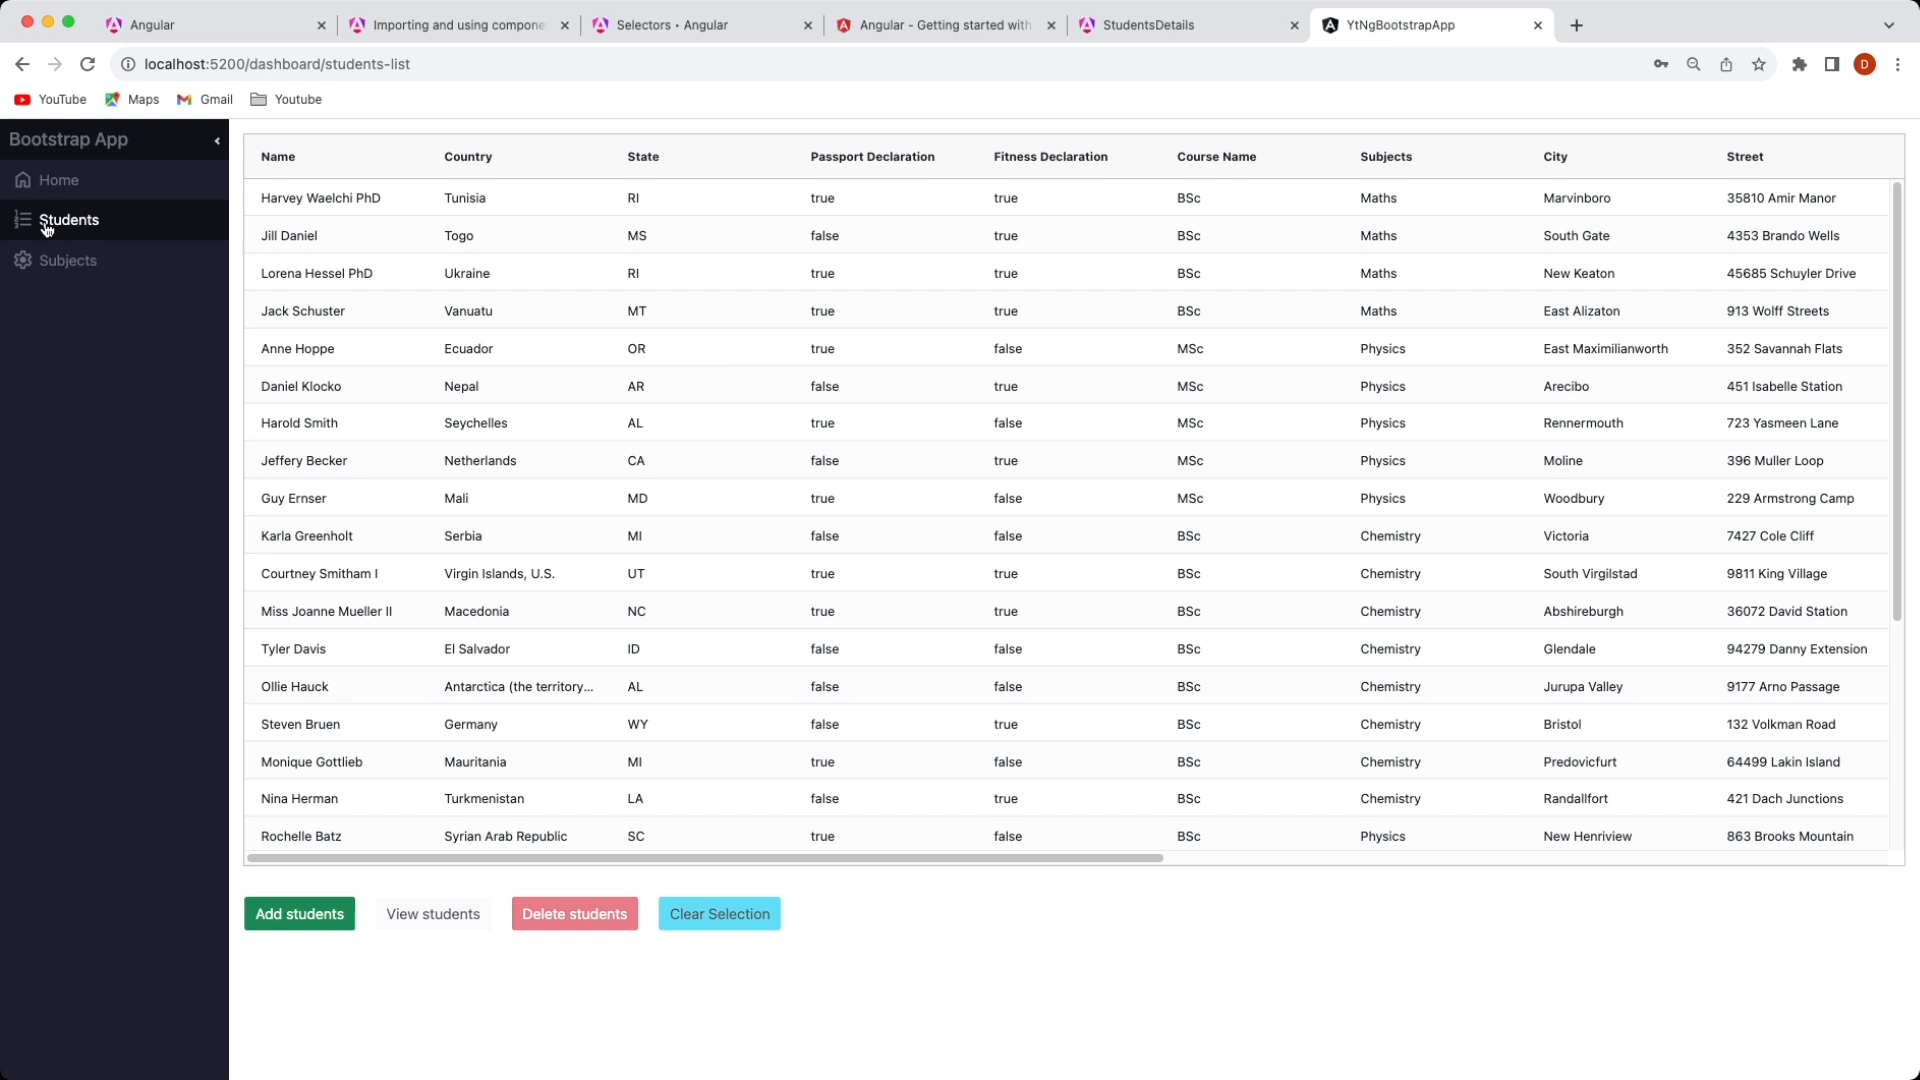 Angular
Importing and using compone
Selectors • Angular
Angular - Getting started with
StudentsDetails
YtNgBootstrapApp
localhost:5200/dashboard/students-list
D
YouTube Maps Gmail Youtube
Bootstrap App
Home
Students
Subjects
Name Country State Passport Declaration Fitness Declaration Course Name Subjects City Street
Harvey Waelchi PhD Tunisia RI true true BSc Maths Marvinboro 35810 Amir Manor
Jill Daniel Togo MS false true BSc Maths South Gate 4353 Brando Wells
Lorena Hessel PhD Ukraine RI true true BSc Maths New Keaton 45685 Schuyler Drive
Jack Schuster Vanuatu MT true true BSc Maths East Alizaton 913 Wolff Streets
Anne Hoppe Ecuador OR true false MSc Physics East Maximilianworth 352 Savannah Flats
Daniel Klocko Nepal AR false true MSc Physics Arecibo 451 Isabelle Station
Harold Smith Seychelles AL true false MSc Physics Rennermouth 723 Yasmeen Lane
Jeffery Becker Netherlands CA false true MSc Physics Moline 396 Muller Loop
Guy Ernser Mali MD true false MSc Physics Woodbury 229 Armstrong Camp
Karla Greenholt Serbia MI false false BSc Chemistry Victoria 7427 Cole Cliff
Courtney Smitham I Virgin Islands, U.S. UT true true BSc Chemistry South Virgilstad 9811 King Village
Miss Joanne Mueller II Macedonia NC true true BSc Chemistry Abshireburgh 36072 David Station
Tyler Davis El Salvador ID false false BSc Chemistry Glendale 94279 Danny Extension
Ollie Hauck Antarctica (the territory... AL false false BSc Chemistry Jurupa Valley 9177 Arno Passage
Steven Bruen Germany WY false true BSc Chemistry Bristol 132 Volkman Road
Monique Gottlieb Mauritania MI true false BSc Chemistry Predovicfurt 64499 Lakin Island
Nina Herman Turkmenistan LA false true BSc Chemistry Randallfort 421 Dach Junctions
Rochelle Batz Syrian Arab Republic SC true false BSc Physics New Henriview 863 Brooks Mountain
Add students View students Delete students Clear Selection